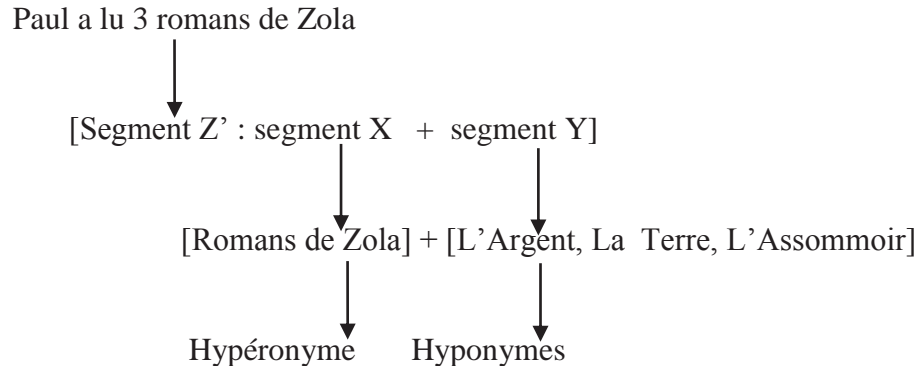 Paul a lu 3 romans de Zola
[Segment Z’ : segment X + segment Y]
[Romans de Zola] + [L’Argent, La Terre, L’Assommoir]
Hypéronyme Hyponymes